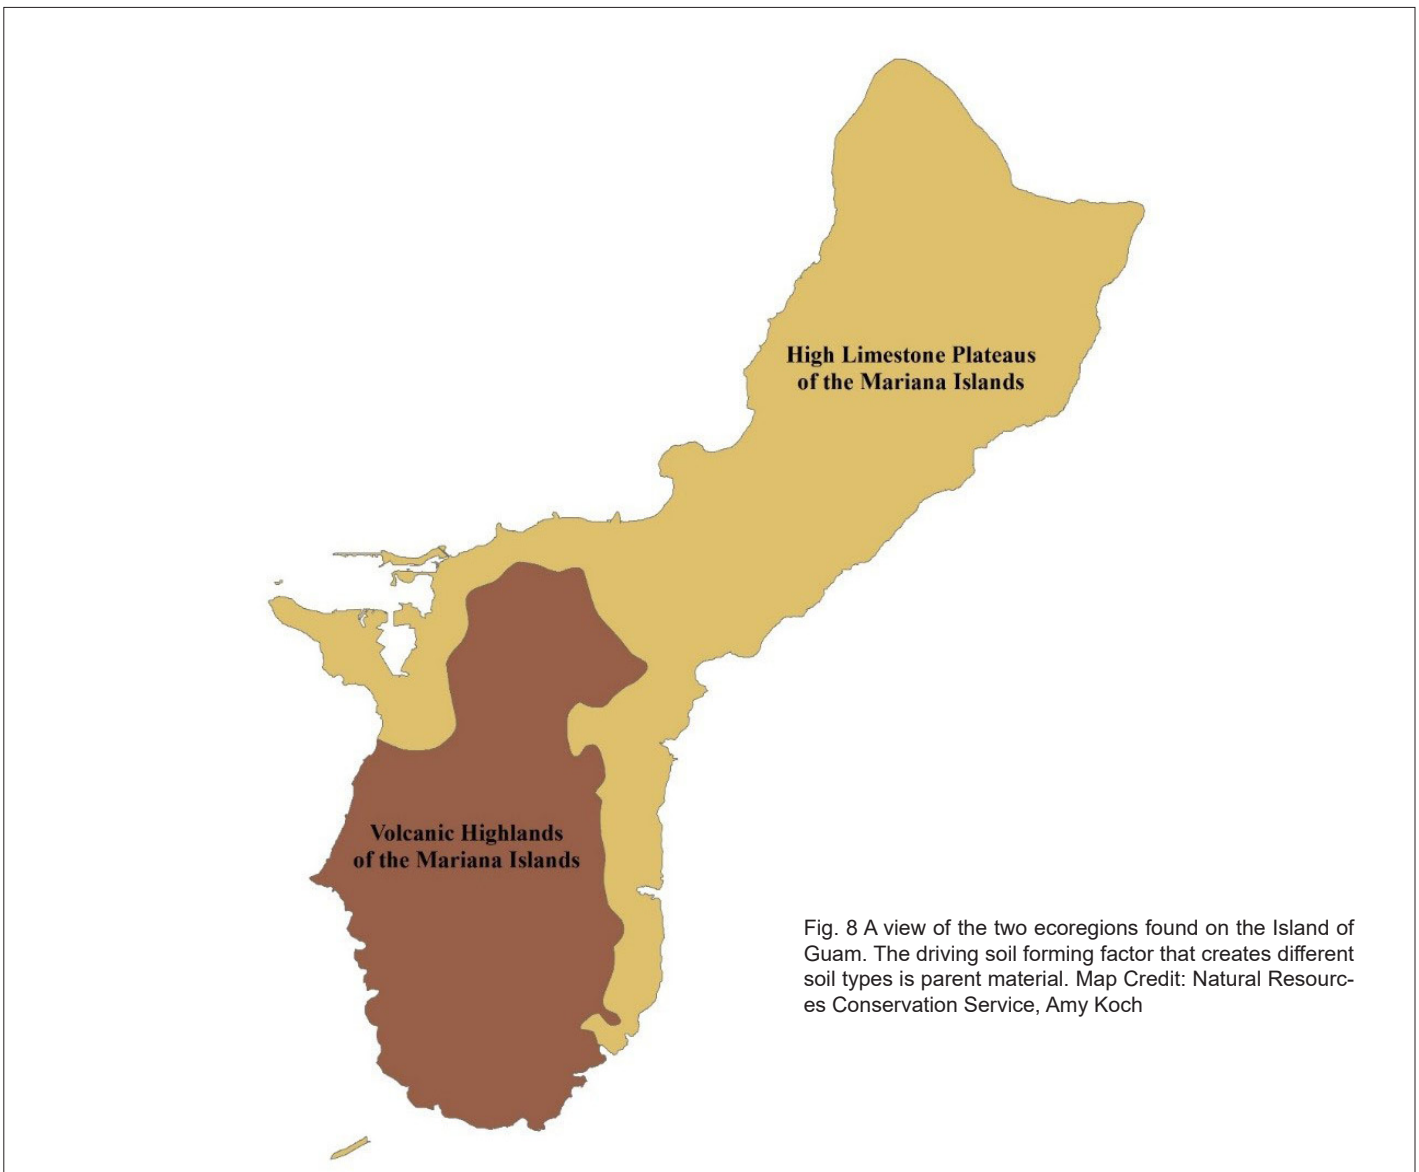 High Limestone Plateaus
of the Mariana Islands
Volcanic Highlands
of the Mariana Islands
Fig. 8 A view of the two ecoregions found on the Island of
Guam. The driving soil forming factor that creates different
soil types is parent material. Map Credit: Natural Resourc-
es Conservation Service, Amy Koch